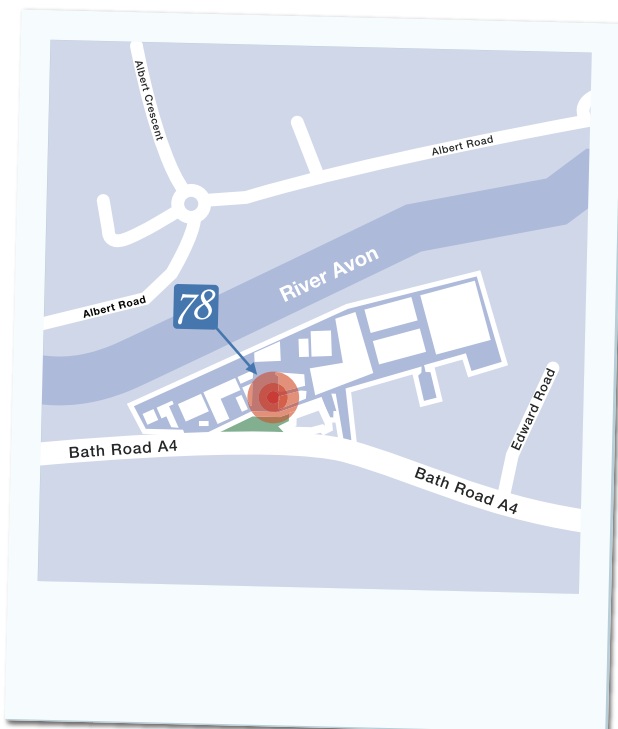 Albert Crescent
Albert Road
Albert Road
River Avon
78
Edward Road
Bath Road A4
Bath Road A4